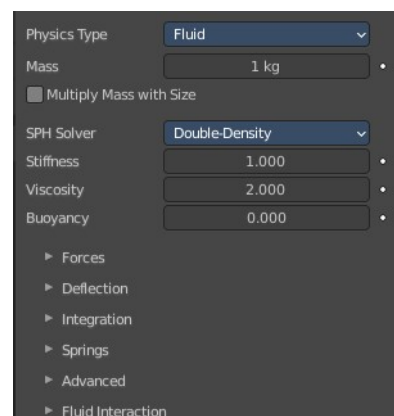 Physics Type Fluid
Mass 1 kg
Multiply Mass with Size
SPH Solver Double-Density
Stiffness 1.000
Viscosity 2.000
Buoyancy 0.000
Forces
Deflection
Integration
Springs
Advanced
Fluid Interaction